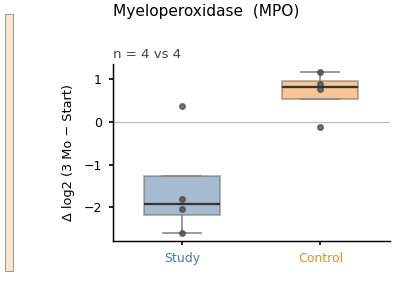 Myeloperoxidase (MPO)
n = 4 vs 4
Δ log2 (3 Mo − Start)
1
0
−1
−2
Study
Control